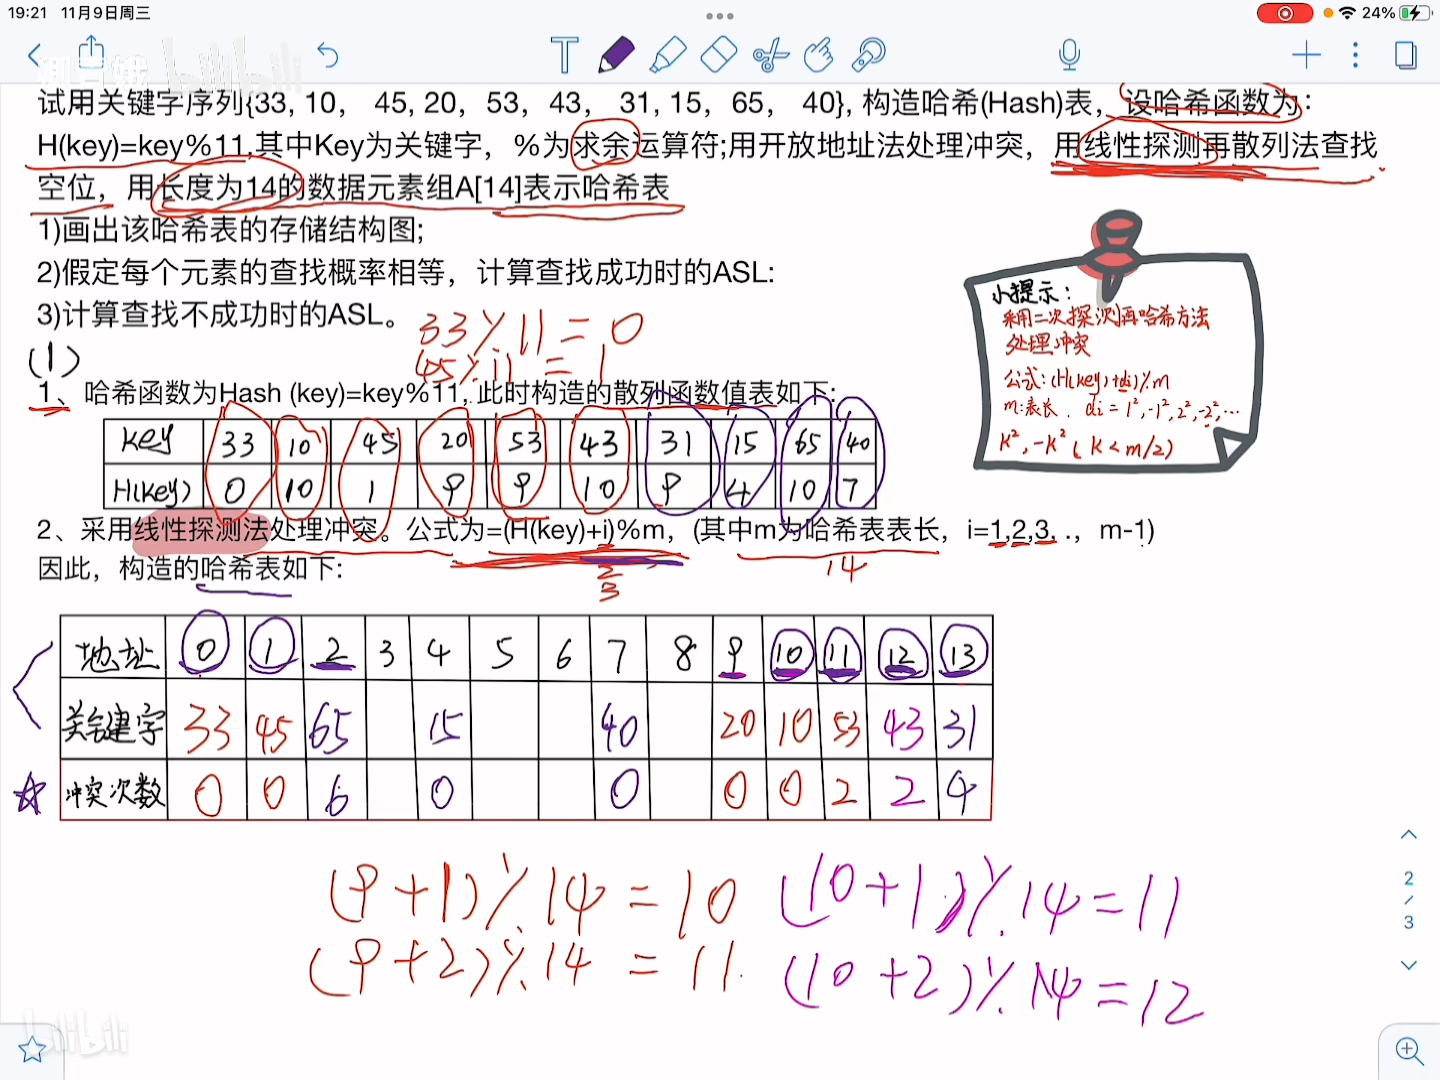 19:21 11月9日周三
24%
bilibili
试用关键字序列{33, 10, 45, 20, 53, 43, 31, 15, 65, 40}, 构造哈希(Hash)表，设哈希函数为：
H(key)=key%11,其中Key为关键字，%为求余运算符;用开放地址法处理冲突，用线性探测再散列法查找
空位，用长度为14的数据元素组A[14]表示哈希表
1)画出该哈希表的存储结构图;
2)假定每个元素的查找概率相等，计算查找成功时的ASL:
3)计算查找不成功时的ASL。
33%11=0
45%11=1
(1)
小提示：
采用二次探测再哈希方法
处理冲突
公式:(H(key)+di)%m
m:表长. di=1²,-1²,2²,-2²,...
k²,-k²(k<m/2)
1、哈希函数为Hash (key)=key%11, 此时构造的散列函数值表如下:
key 33 10 45 20 53 43 31 15 65 40
H(key) 0 10 1 9 9 10 9 4 10 7
2、采用线性探测法处理冲突。公式为=(H(key)+i)%m，(其中m为哈希表表长，i=1,2,3, .，m-1)
2
3
14
因此，构造的哈希表如下:
地址 0 1 2 3 4 5 6 7 8 9 10 11 12 13
关键字 33 45 65 15 40 20 10 53 43 31
冲突次数 0 0 6 0 0 0 0 2 2 4
(9+1)%14=10
(9+2)%14=11
(10+1)%14=11
(10+2)%14=12
2
/
3
bilibili